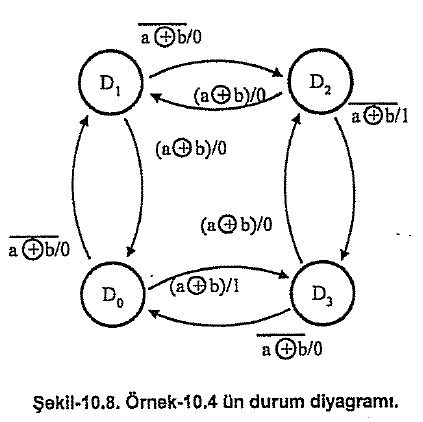 a⊕b/0
D₁
D₂
(a⊕b)/0
a⊕b/1
(a⊕b)/0
(a⊕b)/0
a⊕b/0
D₀
(a⊕b)/1
D₃
a⊕b/0
Şekil-10.8. Örnek-10.4 ün durum diyagramı.